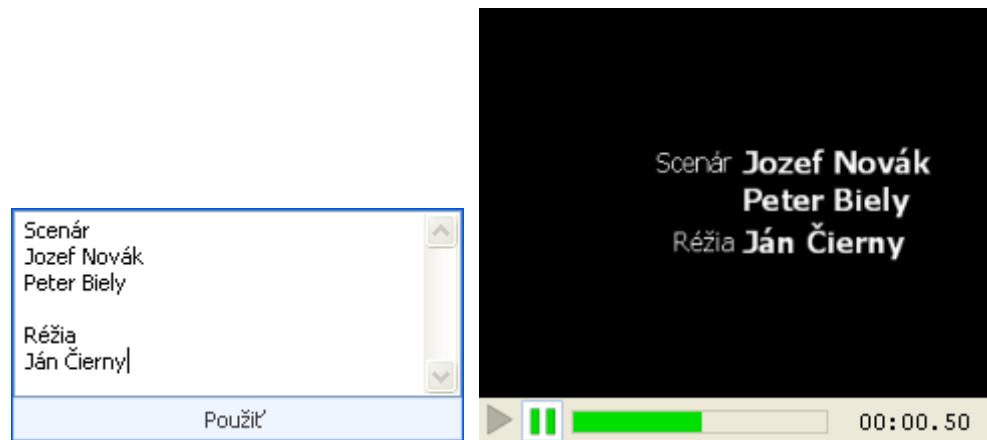 Scenár
Jozef Novák
Peter Biely

Réžia
Ján Čierny
Použiť
Scenár Jozef Novák
Peter Biely
Réžia Ján Čierny
00:00.50